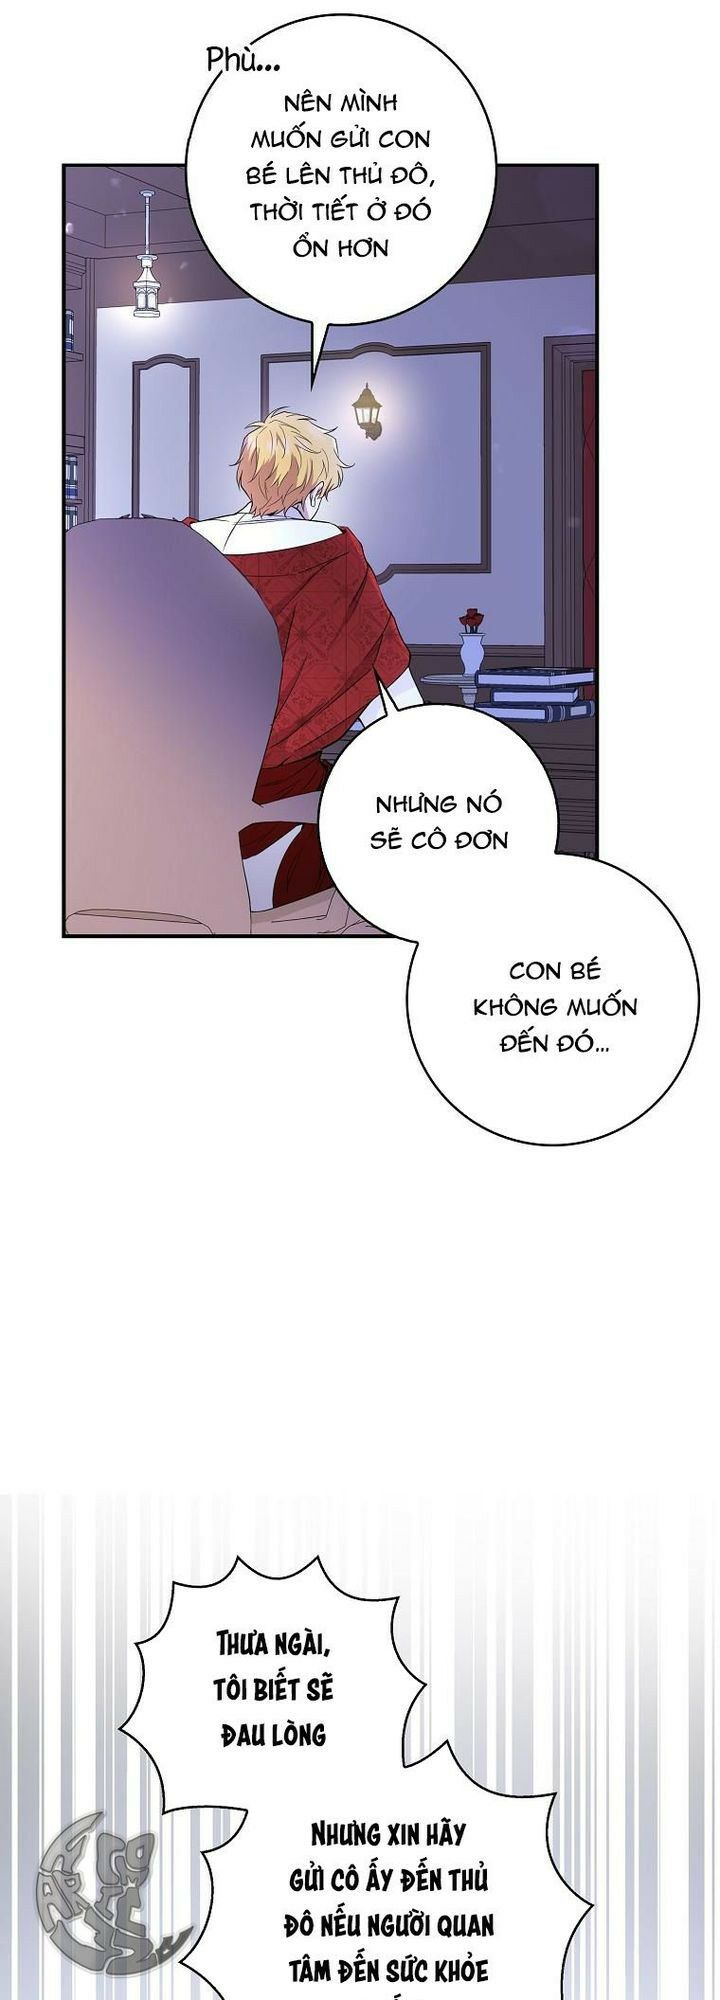 Phù...
NÊN MÌNH
MUỐN GỬI CON
BÉ LÊN THỦ ĐÔ,
THỜI TIẾT Ở ĐÓ
ỔN HƠN
NHƯNG NÓ
SẼ CÔ ĐƠN
CON BÉ
KHÔNG MUỐN
ĐẾN ĐÓ...
THƯA NGÀI,
TÔI BIẾT SẼ
ĐAU LÒNG
NHƯNG XIN HÃY
GỬI CÔ ẤY ĐẾN THỦ
ĐÔ NẾU NGƯỜI QUAN
TÂM ĐẾN SỨC KHỎE